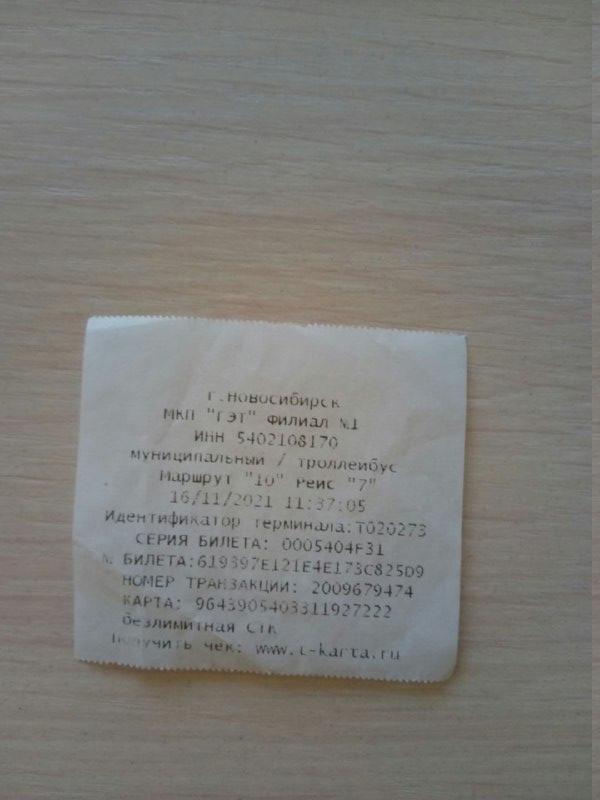 г.Новосибирск
МКП "ГЭТ" Филиал №1
ИНН 5402108170
муниципальный / троллейбус
Маршрут "10" Рейс "7"
16/11/2021 11:37:05
Идентификатор терминала:Т020273
СЕРИЯ БИЛЕТА: 0005404F31
№ БИЛЕТА:619397E121E4E173C825D9
НОМЕР ТРАНЗАКЦИИ: 2009679474
КАРТА: 9643905403311927222
безлимитная СТК
Получить чек: www.t-karta.ru